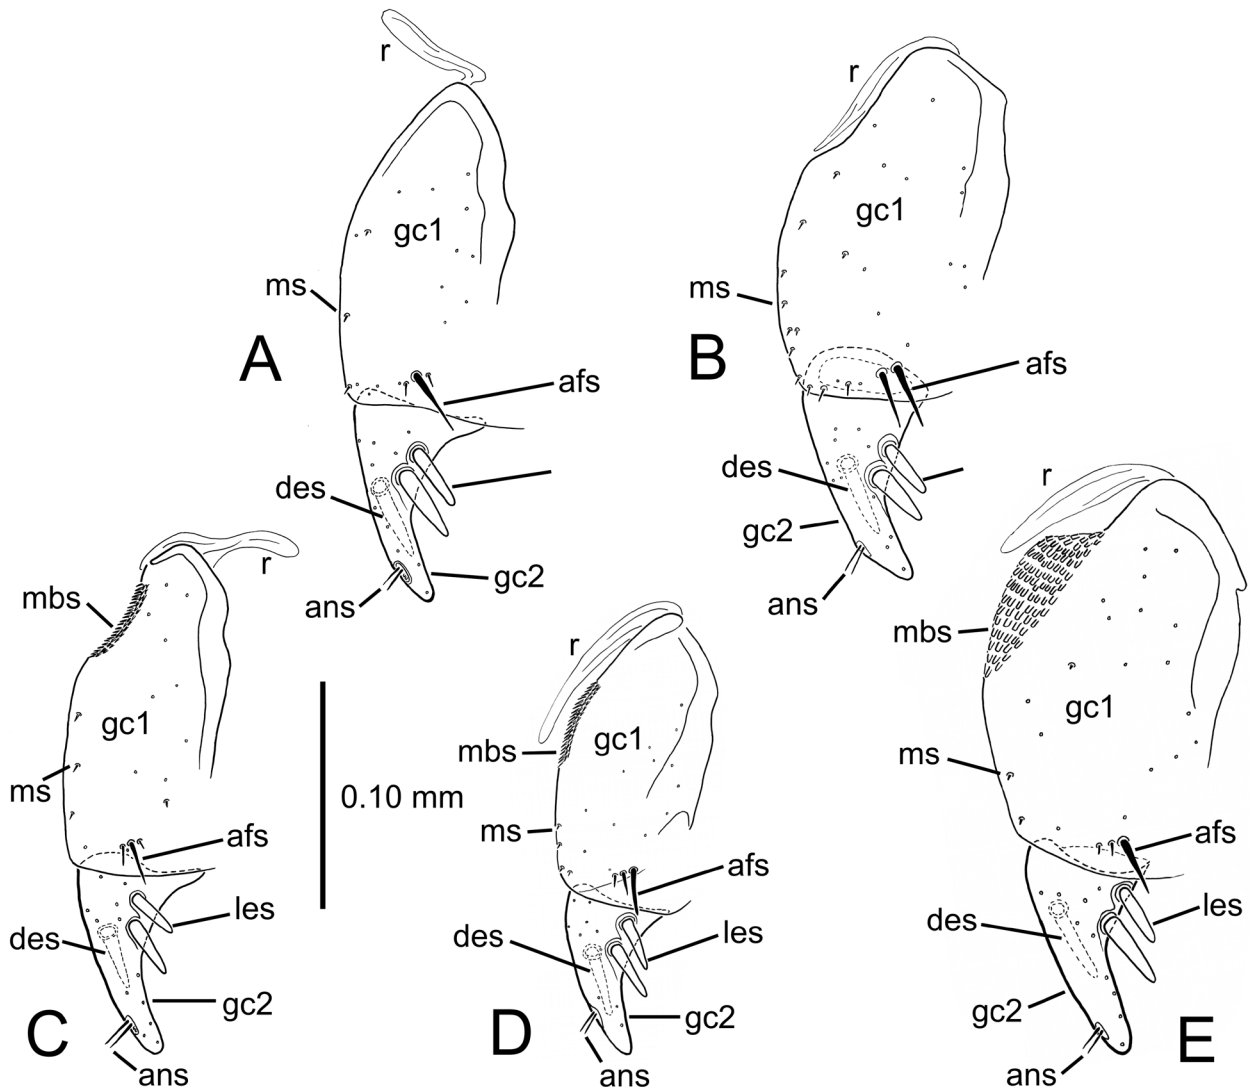 r
gc1
ms
A
afs
des
gc2
ans
r
gc1
ms
B
afs
des
gc2
ans
r
mbs
gc1
ms
afs
les
des
gc2
C
ans
0.10 mm
r
mbs
gc1
ms
afs
les
des
gc2
D
ans
r
mbs
gc1
ms
afs
les
des
gc2
E
ans